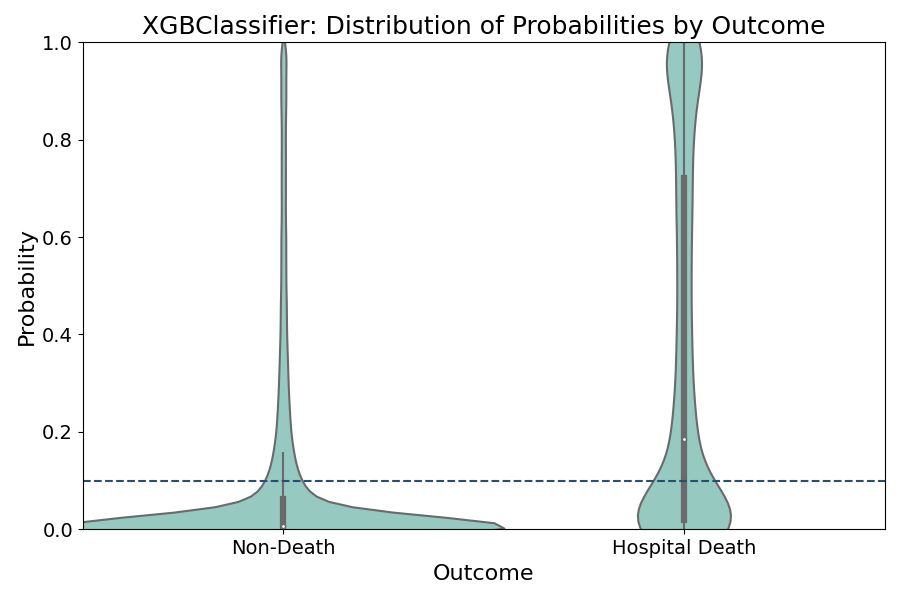 XGBClassifier: Distribution of Probabilities by Outcome
1.0
0.8
0.6
0.4
0.2
0.0
Probability
Non-Death
Hospital Death
Outcome